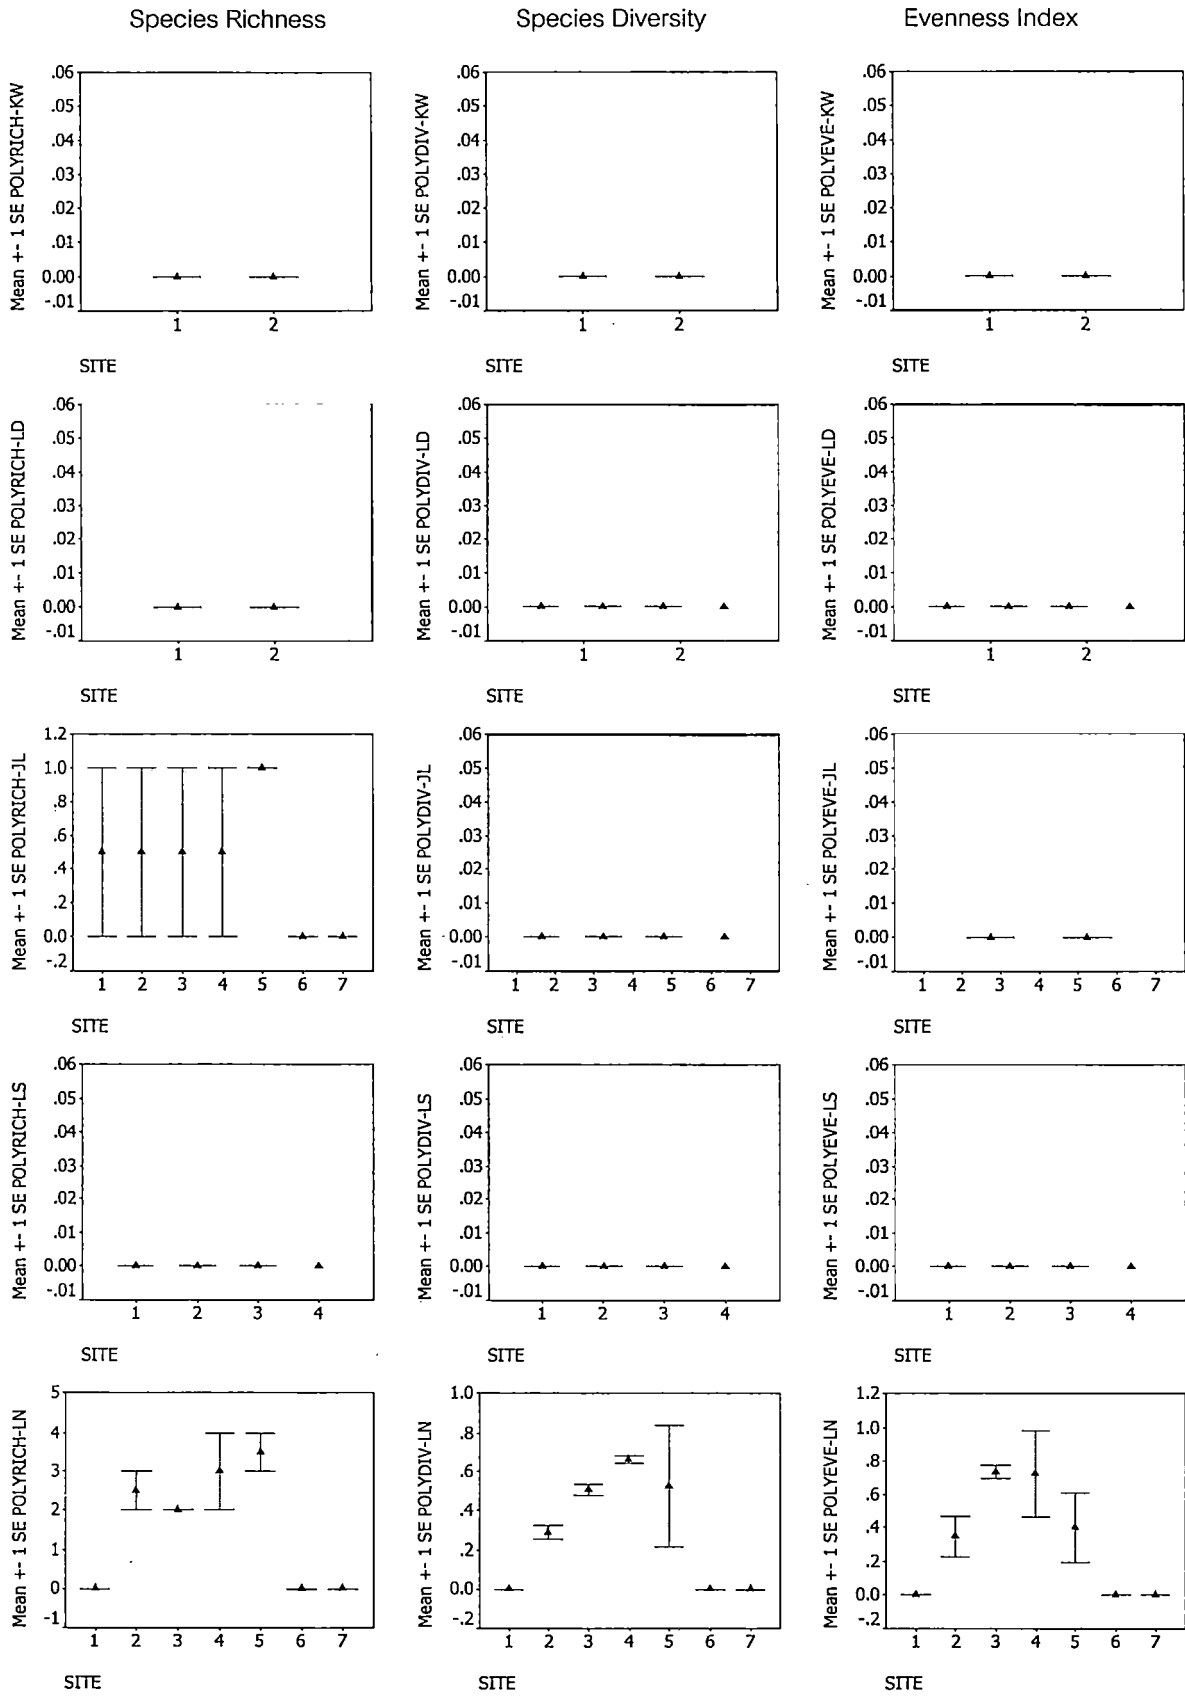 Species Richness
Species Diversity
Evenness Index
Mean +- 1 SE POLYRICH-KW
.06
.05
.04
.03
.02
.01
0.00
-.01
1 2
SITE
Mean +- 1 SE POLYDIV-KW
.06
.05
.04
.03
.02
.01
0.00
-.01
1 2
SITE
Mean +- 1 SE POLYEVE-KW
.06
.05
.04
.03
.02
.01
0.00
-.01
1 2
SITE
Mean +- 1 SE POLYRICH-LD
.06
.05
.04
.03
.02
.01
0.00
-.01
1 2
SITE
Mean +- 1 SE POLYDIV-LD
.06
.05
.04
.03
.02
.01
0.00
-.01
1 2
SITE
Mean +- 1 SE POLYEVE-LD
.06
.05
.04
.03
.02
.01
0.00
-.01
1 2
SITE
Mean +- 1 SE POLYRICH-JL
1.2
1.0
.8
.6
.4
.2
0.0
-.2
1 2 3 4 5 6 7
SITE
Mean +- 1 SE POLYDIV-JL
.06
.05
.04
.03
.02
.01
0.00
-.01
1 2 3 4 5 6 7
SITE
Mean +- 1 SE POLYEVE-JL
.06
.05
.04
.03
.02
.01
0.00
-.01
1 2 3 4 5 6 7
SITE
Mean +- 1 SE POLYRICH-LS
.06
.05
.04
.03
.02
.01
0.00
-.01
1 2 3 4
SITE
Mean +- 1 SE POLYDIV-LS
.06
.05
.04
.03
.02
.01
0.00
-.01
1 2 3 4
SITE
Mean +- 1 SE POLYEVE-LS
.06
.05
.04
.03
.02
.01
0.00
-.01
1 2 3 4
SITE
Mean +- 1 SE POLYRICH-LN
5
4
3
2
1
0
-1
1 2 3 4 5 6 7
SITE
Mean +- 1 SE POLYDIV-LN
1.0
.8
.6
.4
.2
0.0
-.2
1 2 3 4 5 6 7
SITE
Mean +- 1 SE POLYEVE-LN
1.2
1.0
.8
.6
.4
.2
0.0
-.2
1 2 3 4 5 6 7
SITE